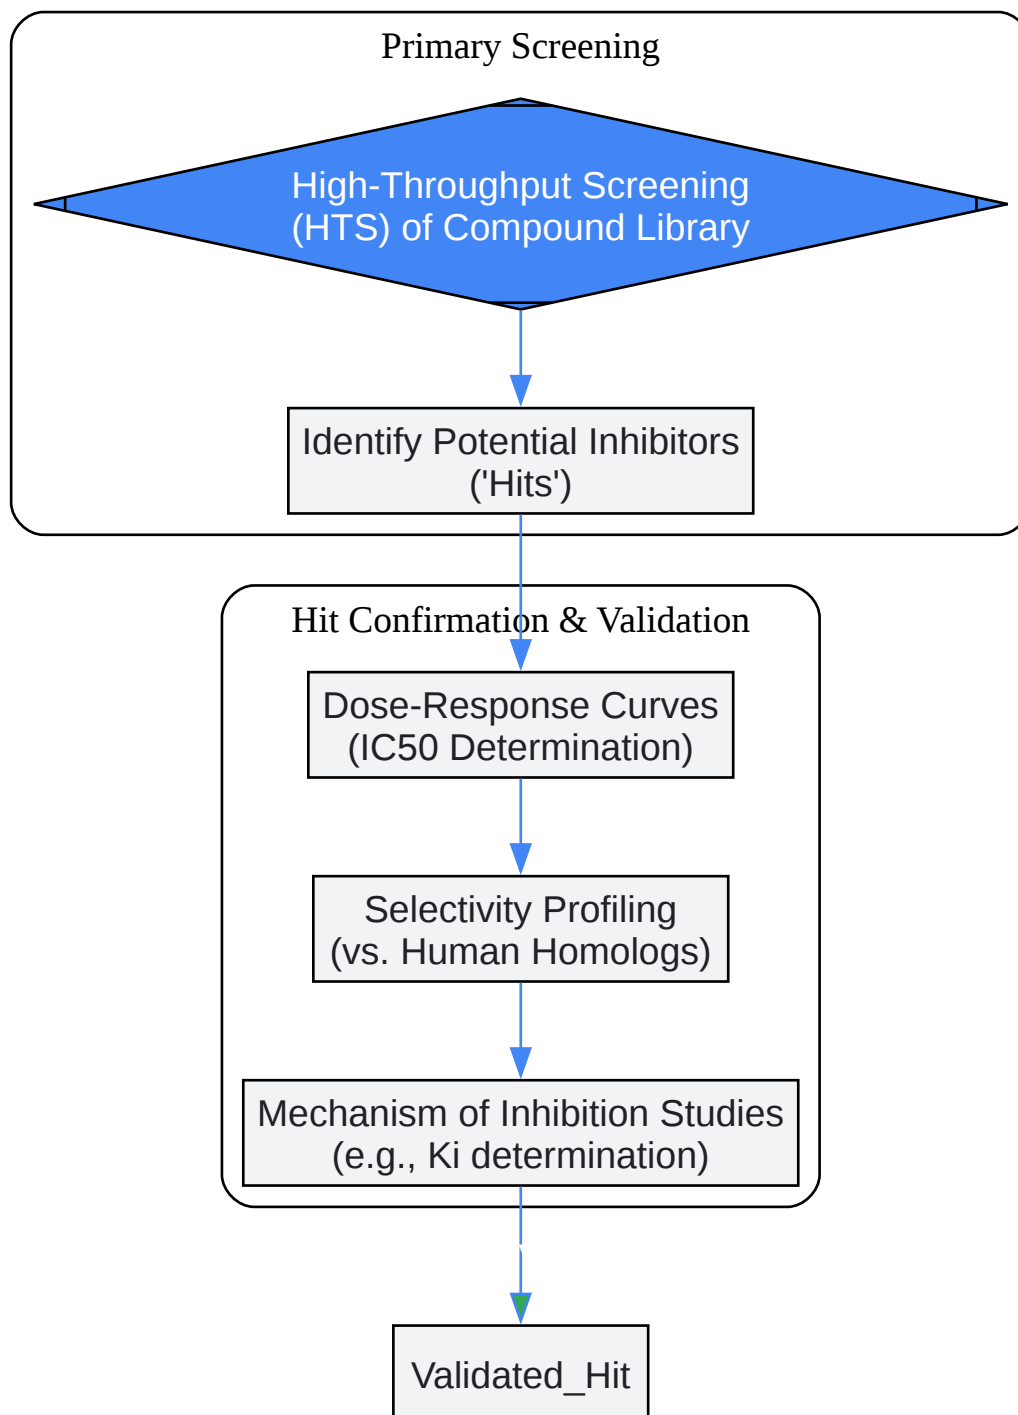 Primary Screening
High-Throughput Screening
(HTS) of Compound Library
Identify Potential Inhibitors
('Hits')
Hit Confirmation & Validation
Dose-Response Curves
(IC50 Determination)
Selectivity Profiling
(vs. Human Homologs)
Mechanism of Inhibition Studies
(e.g., Ki determination)
Validated_Hit